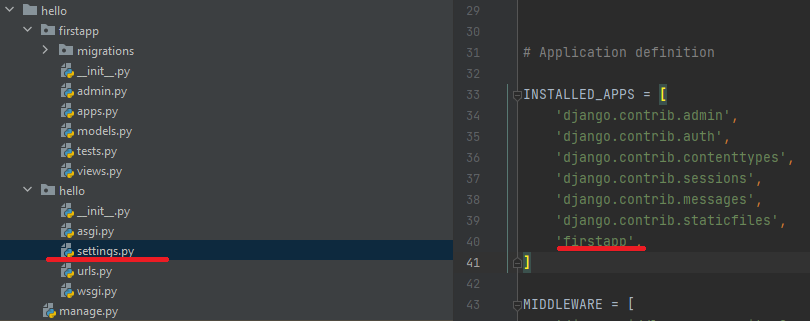 hello
firstapp
migrations
__init__.py
admin.py
apps.py
models.py
tests.py
views.py
hello
__init__.py
asgi.py
settings.py
urls.py
wsgi.py
manage.py
29
30
31 # Application definition
32
33 INSTALLED_APPS = [
34 'django.contrib.admin',
35 'django.contrib.auth',
36 'django.contrib.contenttypes',
37 'django.contrib.sessions',
38 'django.contrib.messages',
39 'django.contrib.staticfiles',
40 'firstapp',
41 ]
42
43 MIDDLEWARE = [